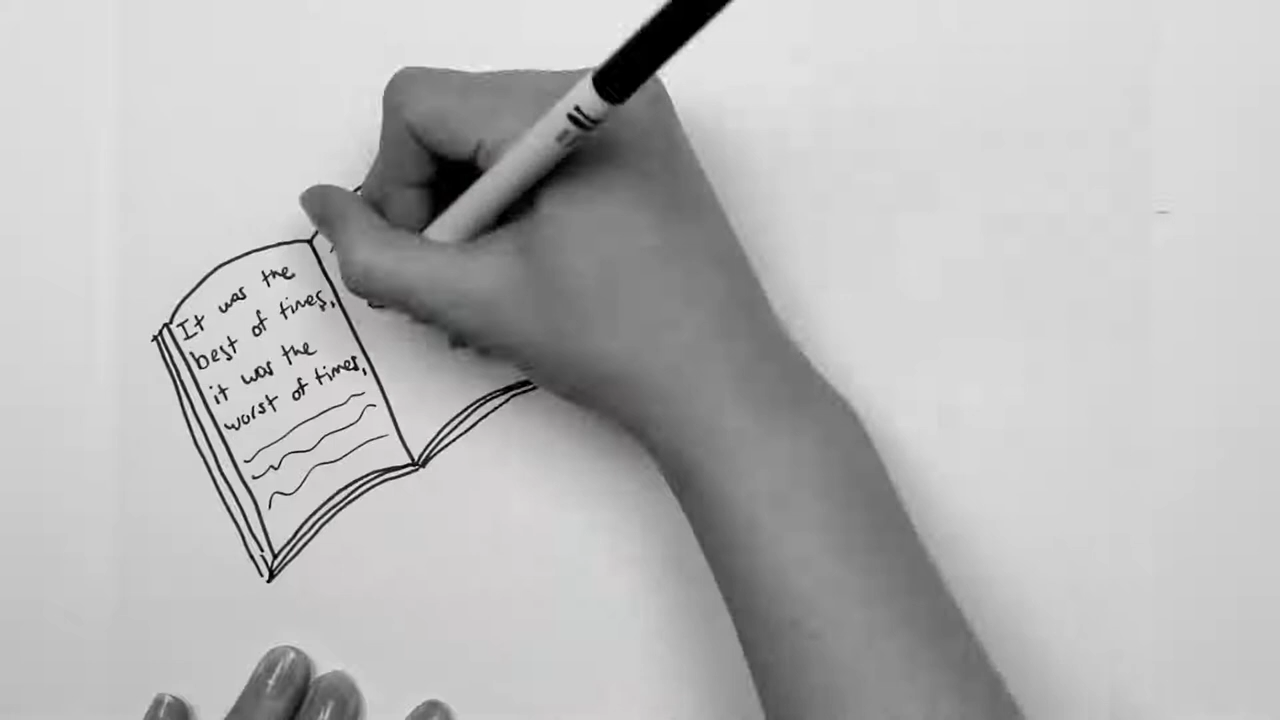 It was the
best of times,
it was the
worst of times,